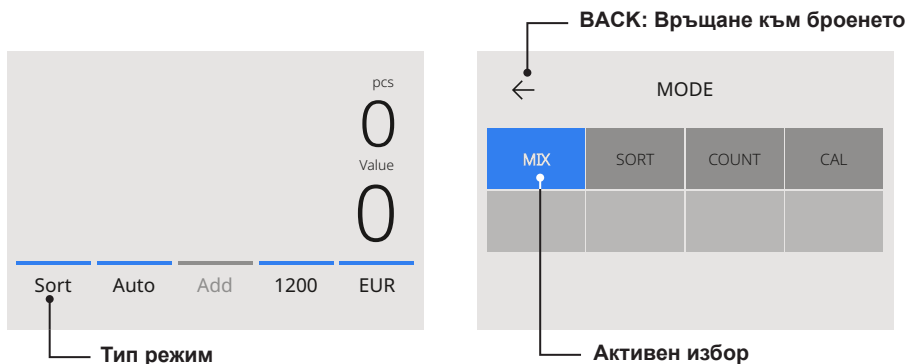 BACK: Връщане към броенето
pcs
0
Value
0
Sort Auto Add 1200 EUR
Тип режим
MODE
MIX SORT COUNT CAL
Активен избор